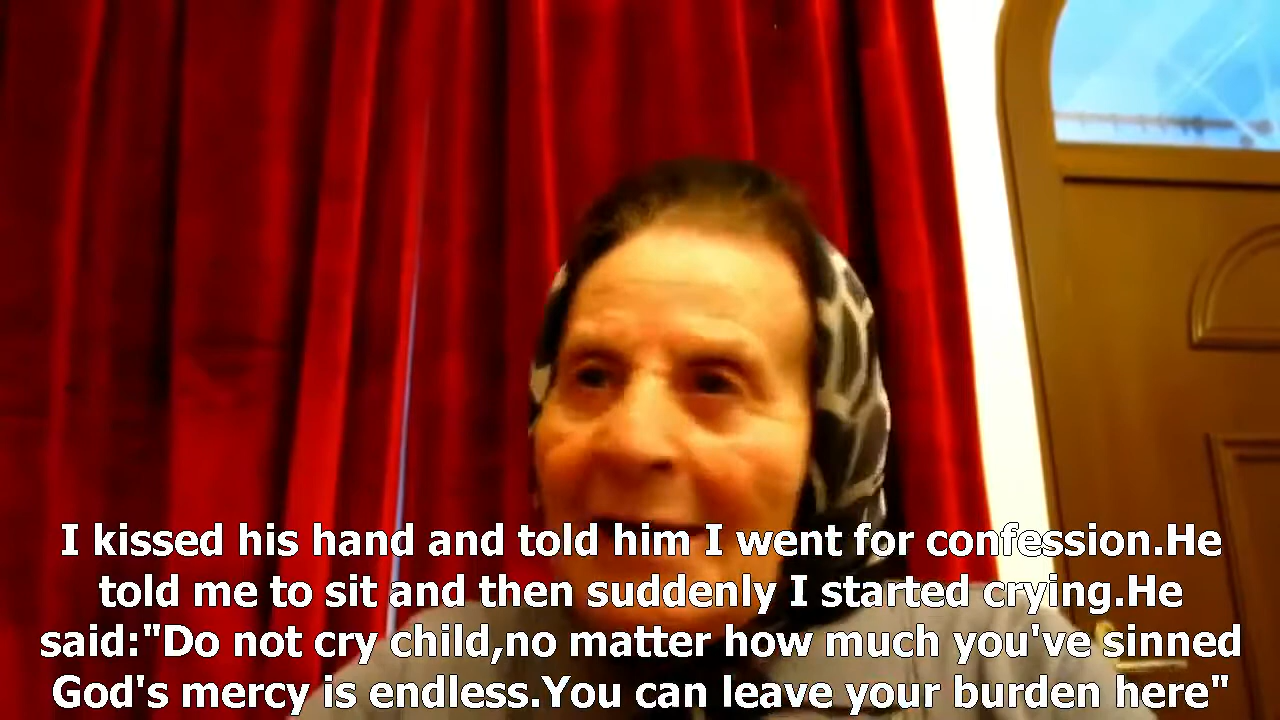 I kissed his hand and told him I went for confession.He
told me to sit and then suddenly I started crying.He
said:"Do not cry child,no matter how much you've sinned
God's mercy is endless.You can leave your burden here"